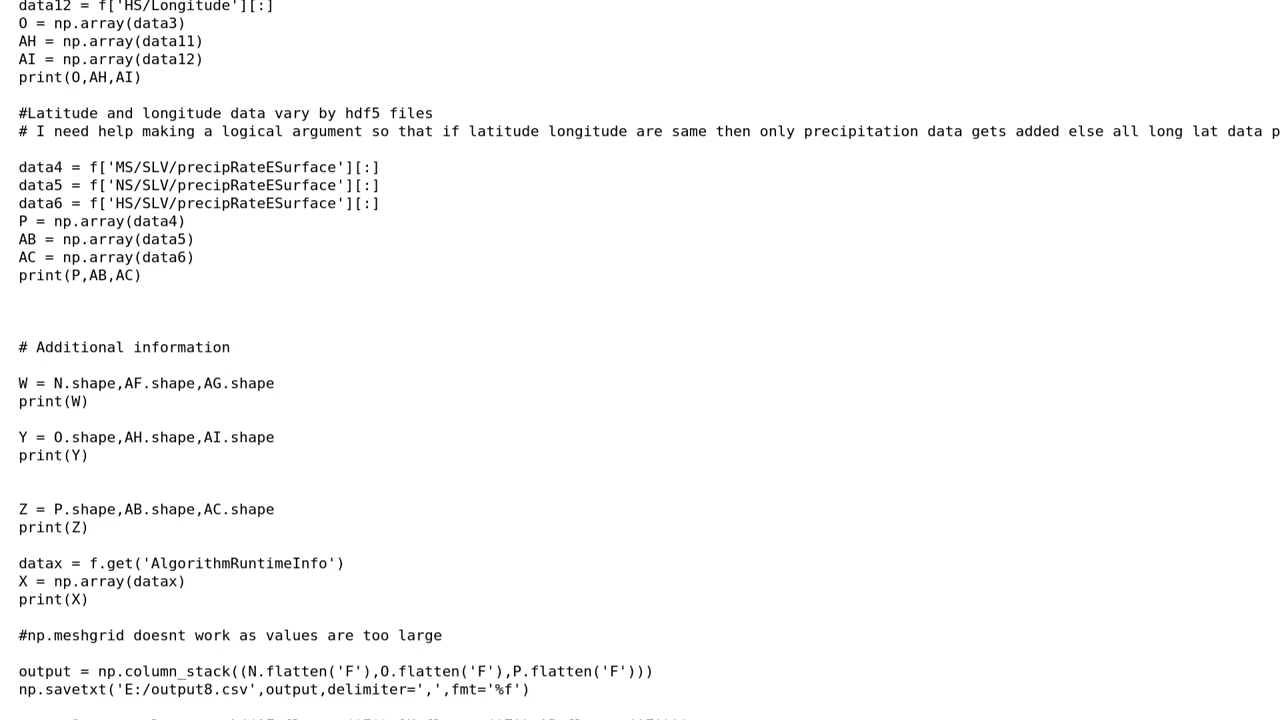 data12 = f['HS/Longitude'][:]
O = np.array(data3)
AH = np.array(data11)
AI = np.array(data12)
print(O,AH,AI)
#Latitude and longitude data vary by hdf5 files
# I need help making a logical argument so that if latitude longitude are same then only precipitation data gets added else all long lat data p
data4 = f['MS/SLV/precipRateESurface'][:]
data5 = f['NS/SLV/precipRateESurface'][:]
data6 = f['HS/SLV/precipRateESurface'][:]
P = np.array(data4)
AB = np.array(data5)
AC = np.array(data6)
print(P,AB,AC)
# Additional information
W = N.shape,AF.shape,AG.shape
print(W)
Y = O.shape,AH.shape,AI.shape
print(Y)
Z = P.shape,AB.shape,AC.shape
print(Z)
datax = f.get('AlgorithmRuntimeInfo')
X = np.array(datax)
print(X)
#np.meshgrid doesnt work as values are too large
output = np.column_stack((N.flatten('F'),O.flatten('F'),P.flatten('F')))
np.savetxt('E:/output8.csv',output,delimiter=',',fmt='%f')